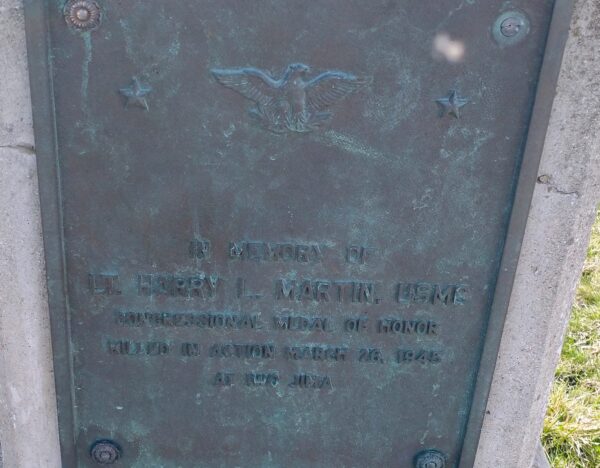 IN MEMORY OF
LT. HARRY L. MARTIN, USMC
CONGRESSIONAL MEDAL OF HONOR
KILLED IN ACTION MARCH 26, 1945
AT IWO JIMA